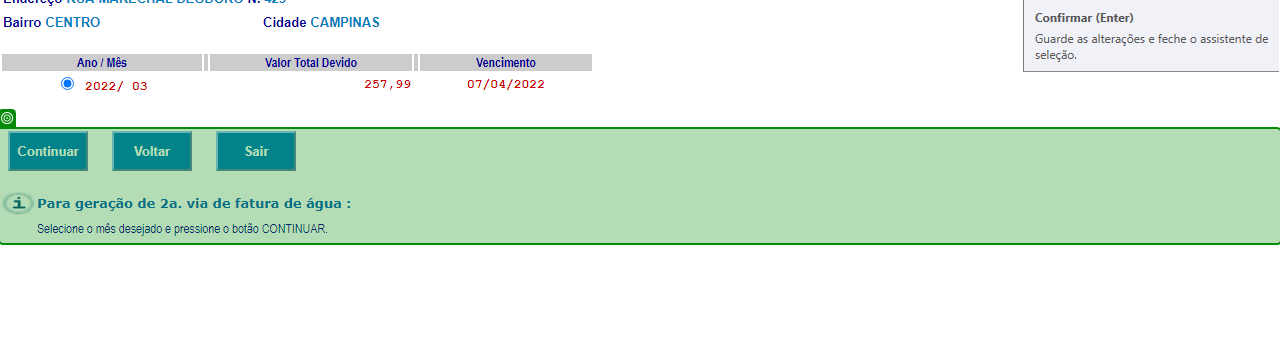 Endereço RUA MARECHAL DEODORO N. 429
Bairro CENTRO Cidade CAMPINAS
Ano / Mês Valor Total Devido Vencimento
2022/ 03 257,99 07/04/2022
Continuar Voltar Sair
i Para geração de 2a. via de fatura de água :
Selecione o mês desejado e pressione o botão CONTINUAR.
Confirmar (Enter)
Guarde as alterações e feche o assistente de
seleção.